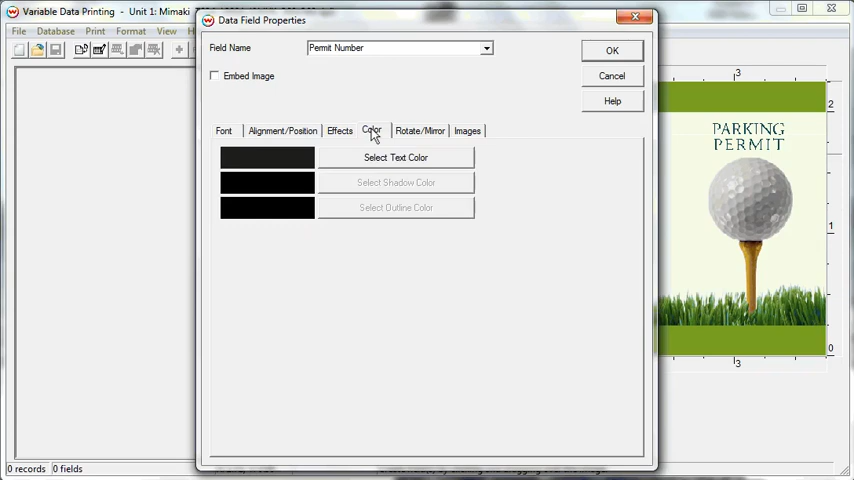 Variable Data Printing - Unit 1: Mimaki
Data Field Properties
File Database Print Format View
Field Name
Permit Number
OK
Embed Image
Cancel
Help
Font Alignment/Position Effects Color Rotate/Mirror Images
Select Text Color
Select Shadow Color
Select Outline Color
3
2
PARKING
PERMIT
1
0
3
0 records
0 fields